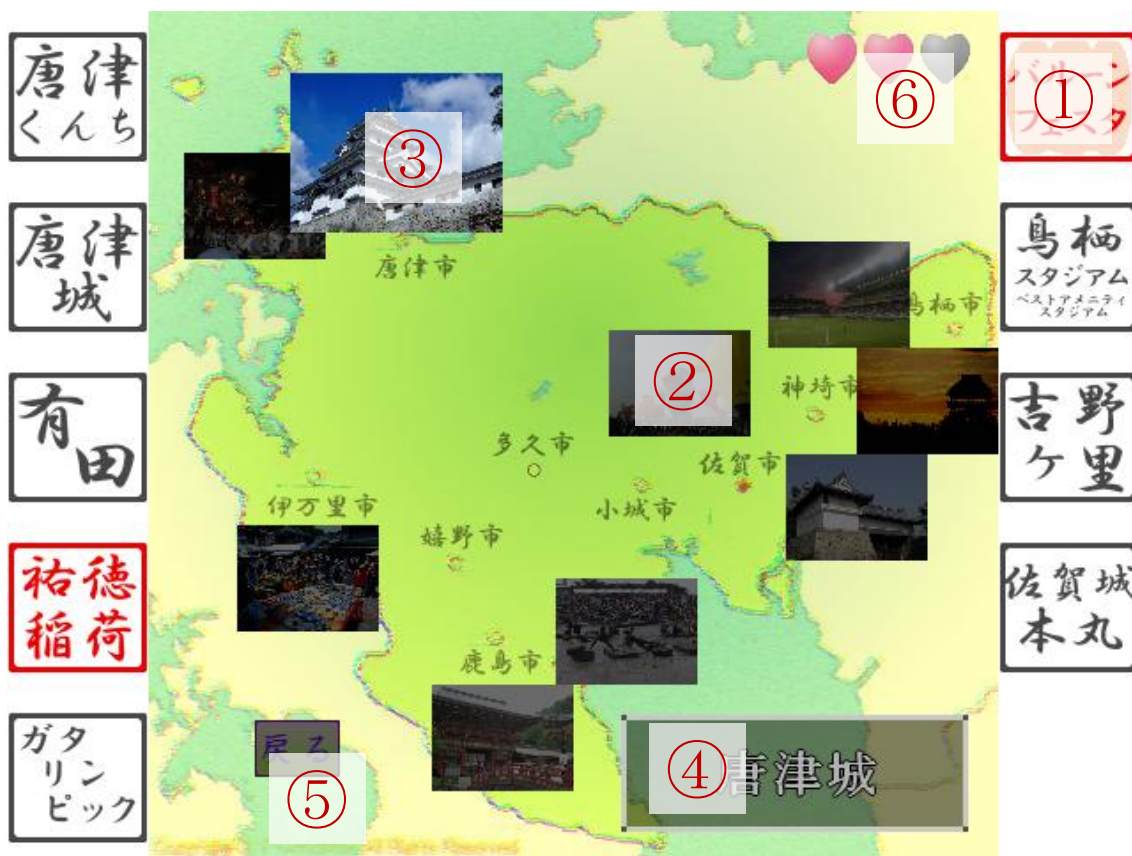 唐津
くんち
唐津
城
有
田
祐徳
稲荷
ガタ
リン
ピック
③
⑥
唐津市
鳥栖市
②
神埼市
多久市
佐賀市
伊万里市
小城市
嬉野市
鹿島市
戻る
⑤
④
唐津城
バルーン
フェスタ
①
鳥栖
スタジアム
ベストアメニティ
スタジアム
吉野
ケ里
佐賀城
本丸